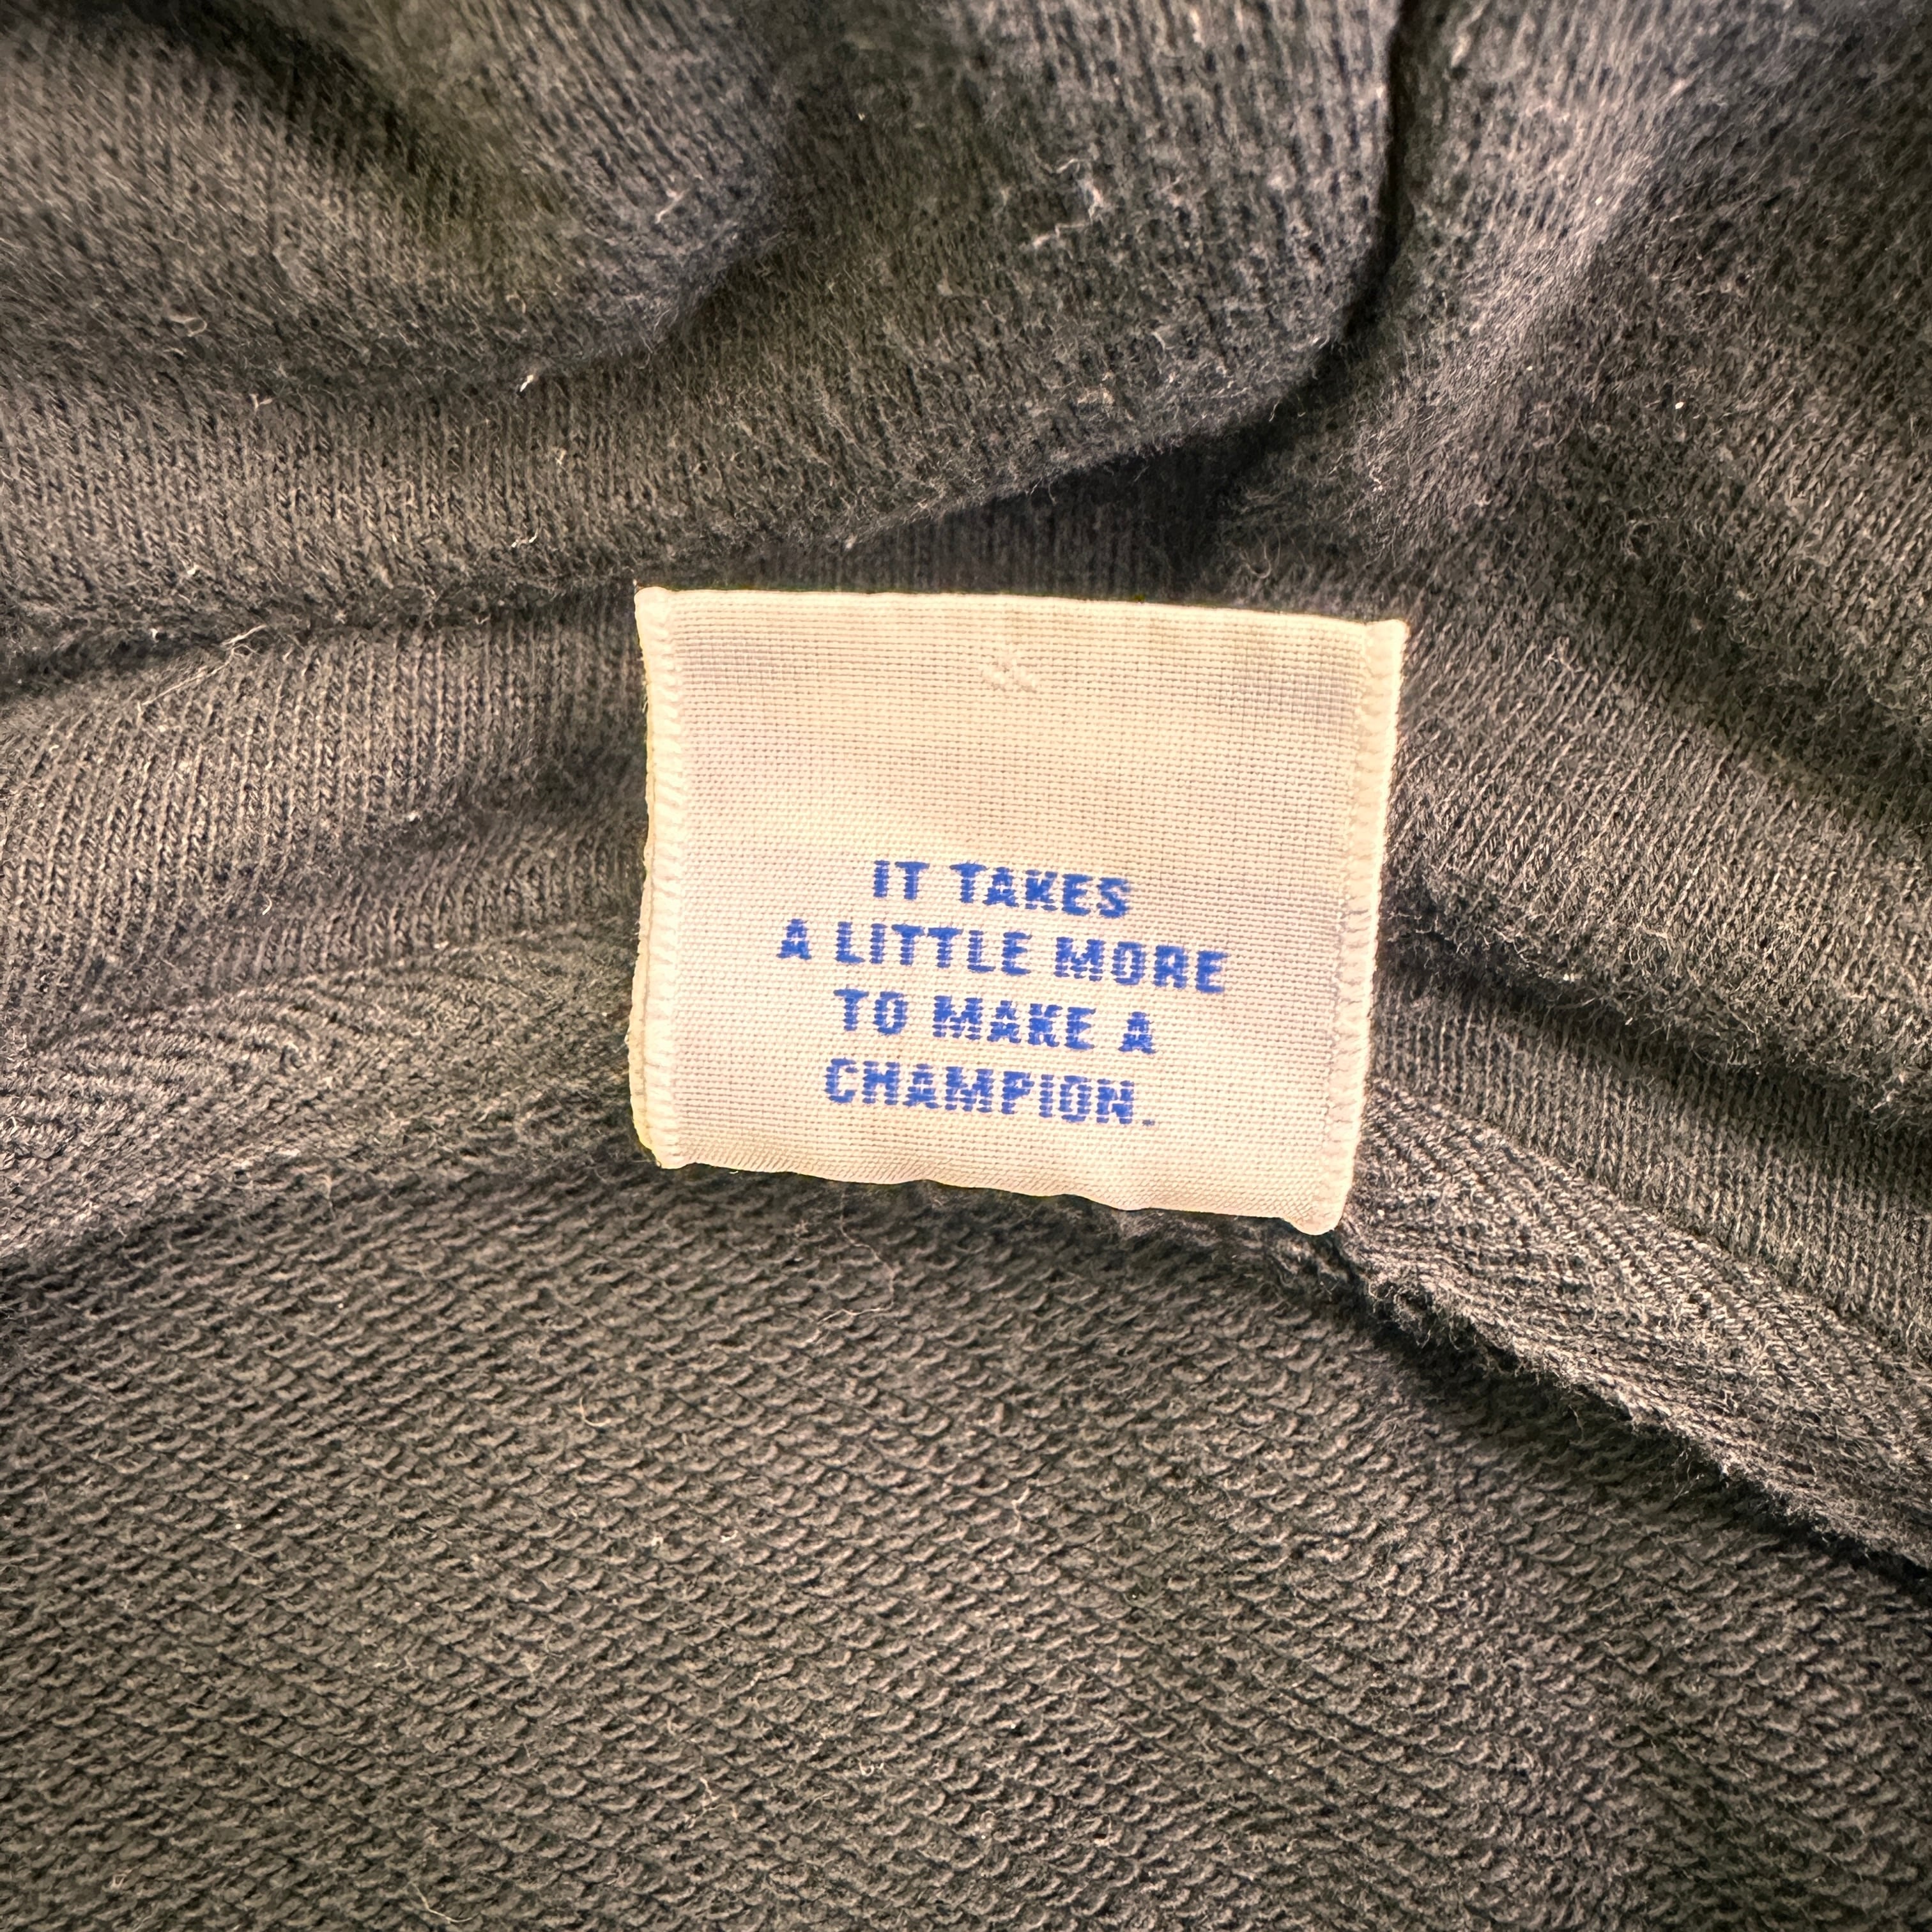 IT TAKES
A LITTLE MORE
TO MAKE A
CHAMPION.